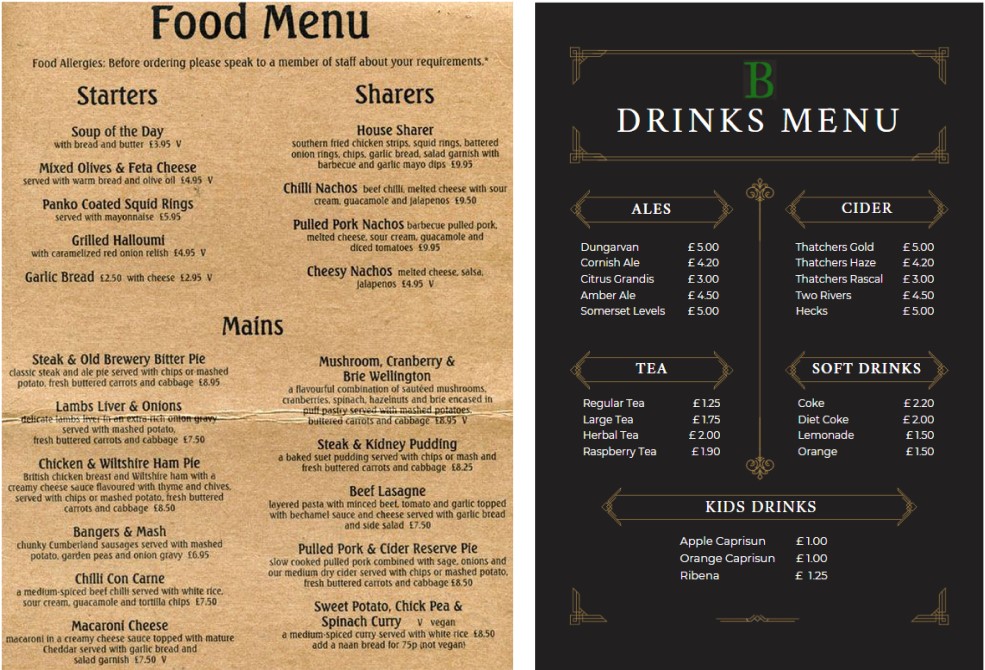 Food Menu
Food Allergies: Before ordering please speak to a member of staff about your requirements.*
Starters
Soup of the Day
with bread and butter £3.95 V
Mixed Olives & Feta Cheese
served with warm bread and olive oil £4.95 V
Panko Coated Squid Rings
served with mayonnaise £5.95
Grilled Halloumi
with caramelized red onion relish £4.95 V
Garlic Bread £2.50 with cheese £2.95 V
Sharers
House Sharer
southern fried chicken strips, squid rings, battered
onion rings, chips, garlic bread, salad garnish with
barbecue and garlic mayo dips £9.95
Chilli Nachos beef chilli, melted cheese with sour
cream, guacamole and jalapenos £9.50
Pulled Pork Nachos barbecue pulled pork,
melted cheese, sour cream, guacamole and
diced tomatoes £9.95
Cheesy Nachos melted cheese, salsa,
jalapenos £4.95 V
Mains
Steak & Old Brewery Bitter Pie
classic steak and ale pie served with chips or mashed
potato, fresh buttered carrots and cabbage £8.95
Lambs Liver & Onions
delicate lambs liver in an extra-rich onion gravy
served with mashed potato,
fresh buttered carrots and cabbage £7.50
Chicken & Wiltshire Ham Pie
British chicken breast and Wiltshire ham with a
creamy cheese sauce flavoured with thyme and chives,
served with chips or mashed potato, fresh buttered
carrots and cabbage £8.50
Bangers & Mash
chunky Cumberland sausages served with mashed
potato, garden peas and onion gravy £6.95
Chilli Con Carne
a medium-spiced beef chilli served with white rice,
sour cream, guacamole and tortilla chips £7.50
Macaroni Cheese
macaroni in a creamy cheese sauce topped with mature
Cheddar served with garlic bread and
salad garnish £7.50 V
Mushroom, Cranberry &
Brie Wellington
a flavourful combination of sautéed mushrooms,
cranberries, spinach, hazelnuts and brie encased in
puff pastry served with mashed potatoes,
buttered carrots and cabbage £8.95 V
Steak & Kidney Pudding
a baked suet pudding served with chips or mash and
fresh buttered carrots and cabbage £8.25
Beef Lasagne
layered pasta with minced beef, tomato and garlic topped
with bechamel sauce and cheese served with garlic bread
and side salad £7.50
Pulled Pork & Cider Reserve Pie
slow cooked pulled pork combined with sage, onions and
our medium dry cider served with chips or mashed potato,
fresh buttered carrots and cabbage £8.50
Sweet Potato, Chick Pea &
Spinach Curry V vegan
a medium-spiced curry served with white rice £8.50
add a naan bread for 75p (not vegan)
B
DRINKS MENU
ALES
Dungarvan £ 5.00
Cornish Ale £ 4.20
Citrus Grandis £ 3.00
Amber Ale £ 4.50
Somerset Levels £ 5.00
CIDER
Thatchers Gold £ 5.00
Thatchers Haze £ 4.20
Thatchers Rascal £ 3.00
Two Rivers £ 4.50
Hecks £ 5.00
TEA
Regular Tea £ 1.25
Large Tea £ 1.75
Herbal Tea £ 2.00
Raspberry Tea £ 1.90
SOFT DRINKS
Coke £ 2.20
Diet Coke £ 2.00
Lemonade £ 1.50
Orange £ 1.50
KIDS DRINKS
Apple Caprisun £ 1.00
Orange Caprisun £ 1.00
Ribena £ 1.25